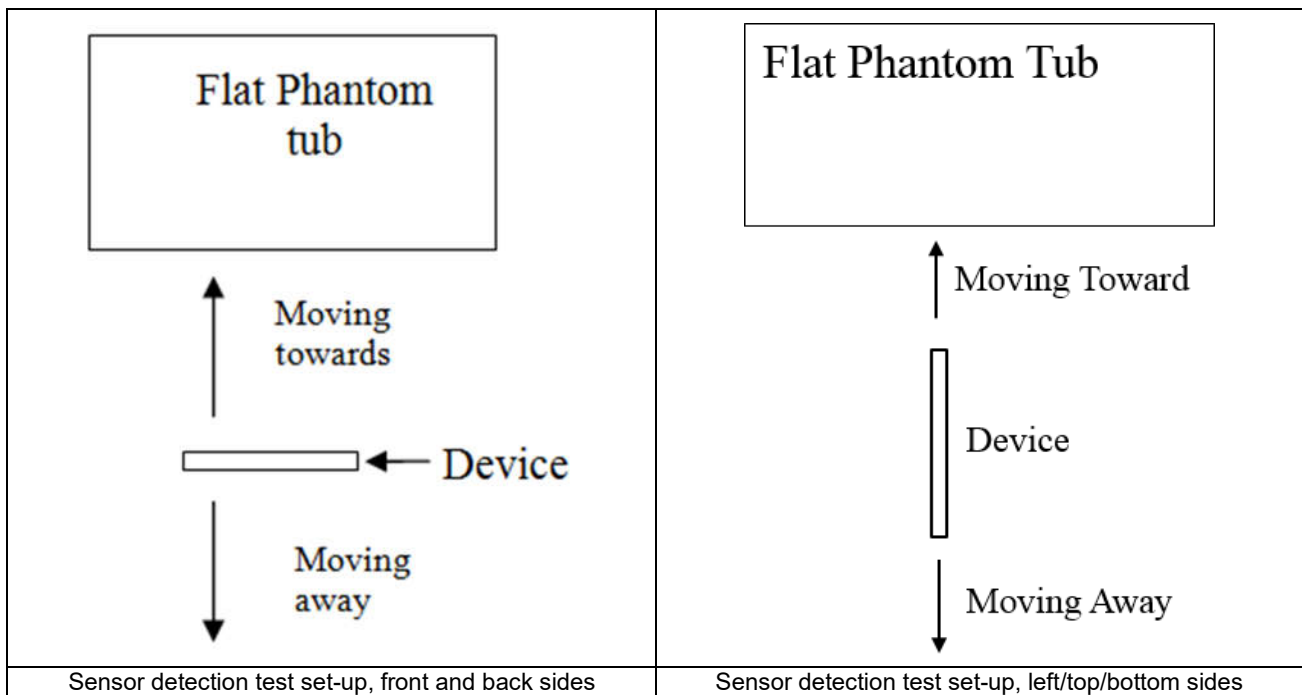 Flat Phantom
tub
Moving
towards
Device
Moving
away
Sensor detection test set-up, front and back sides
Flat Phantom Tub
Moving Toward
Device
Moving Away
Sensor detection test set-up, left/top/bottom sides